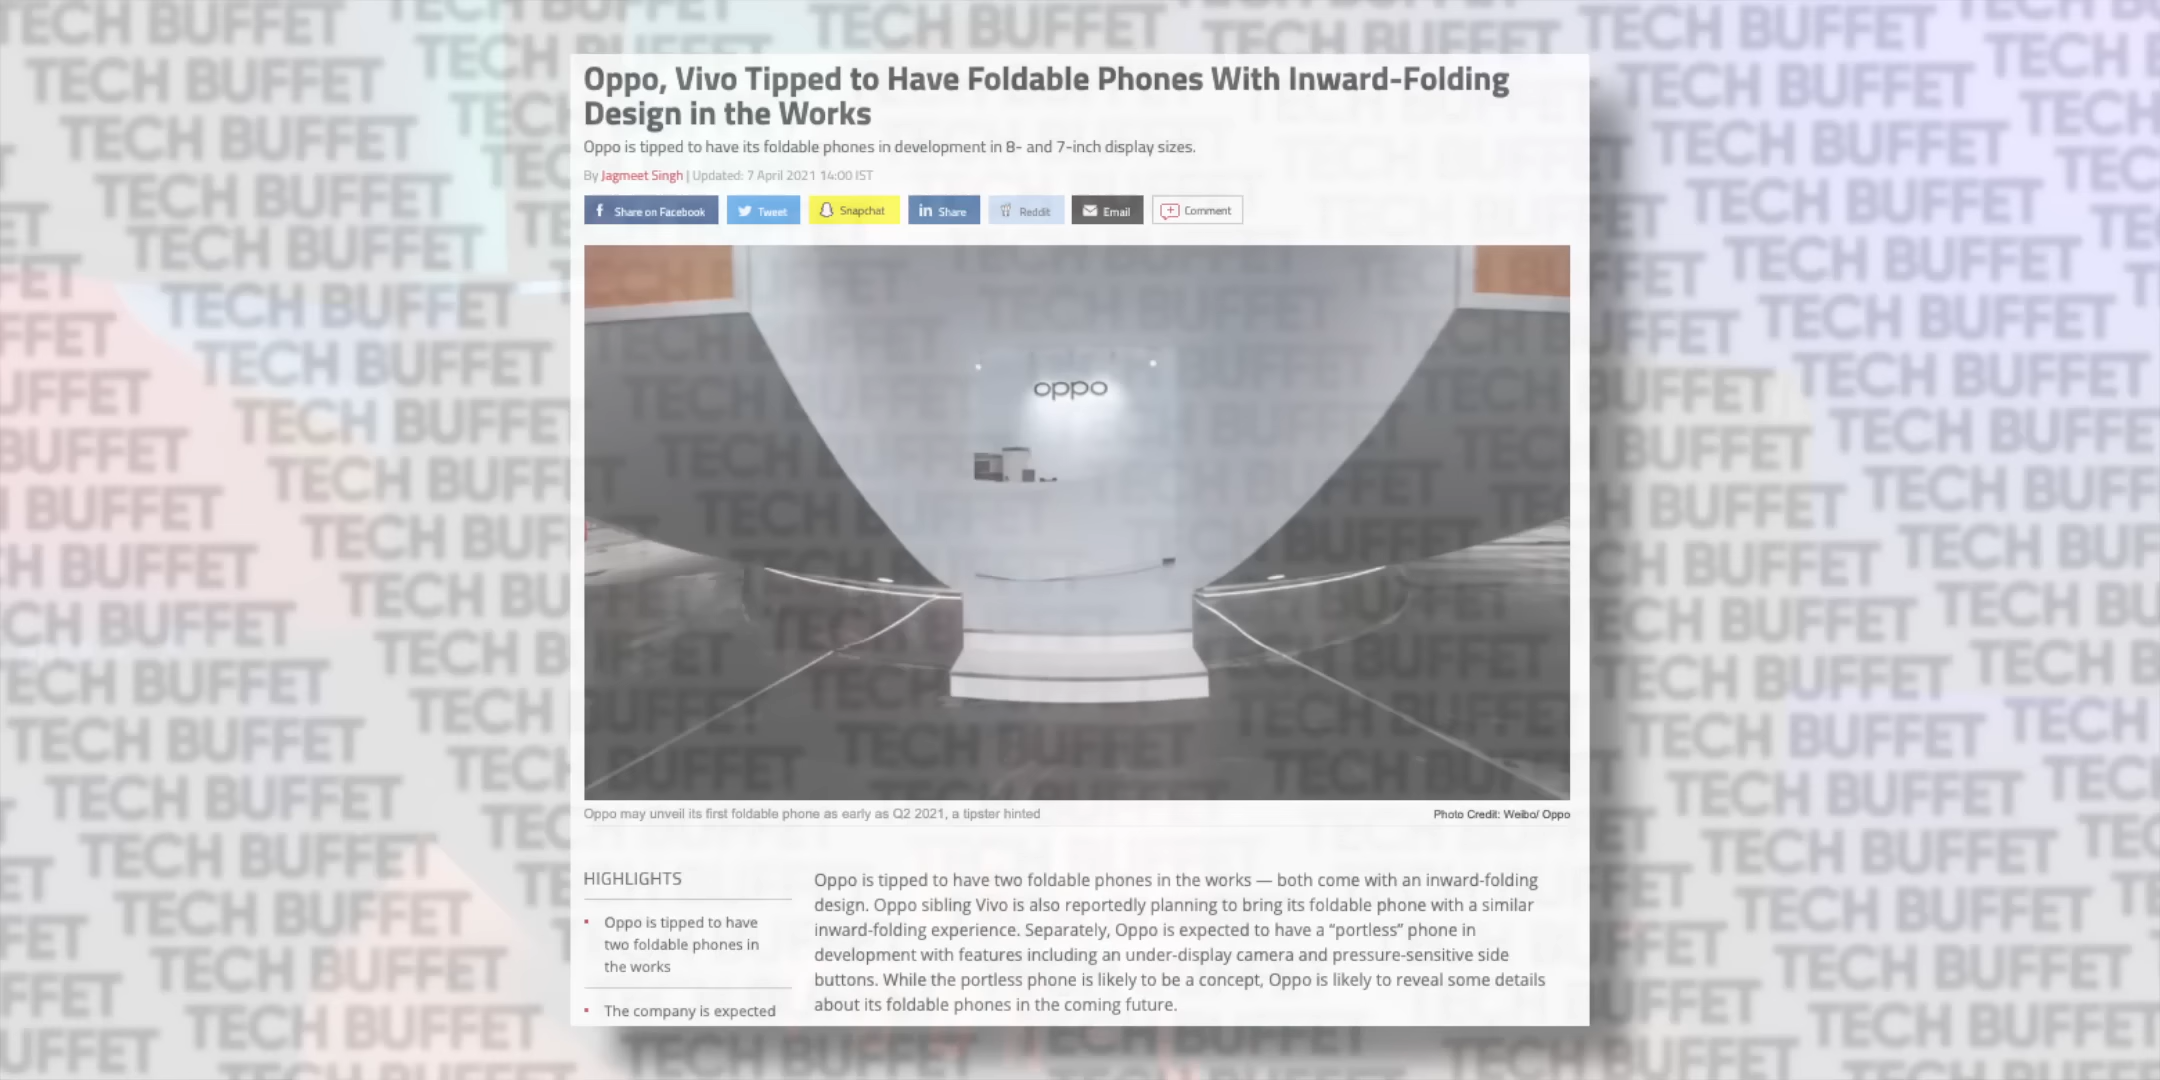 Oppo, Vivo Tipped to Have Foldable Phones With Inward-Folding
Design in the Works
Oppo is tipped to have its foldable phones in development in 8- and 7-inch display sizes.
By Jagmeet Singh | Updated: 7 April 2021 14:00 IST
Share on Facebook Tweet Snapchat in Share Reddit Email Comment
oppo
Oppo may unveil its first foldable phone as early as Q2 2021, a tipster hinted
Photo Credit: Weibo/ Oppo
HIGHLIGHTS
Oppo is tipped to have
two foldable phones in
the works
The company is expected
Oppo is tipped to have two foldable phones in the works — both come with an inward-folding
design. Oppo sibling Vivo is also reportedly planning to bring its foldable phone with a similar
inward-folding experience. Separately, Oppo is expected to have a “portless” phone in
development with features including an under-display camera and pressure-sensitive side
buttons. While the portless phone is likely to be a concept, Oppo is likely to reveal some details
about its foldable phones in the coming future.
TECH BUFFET